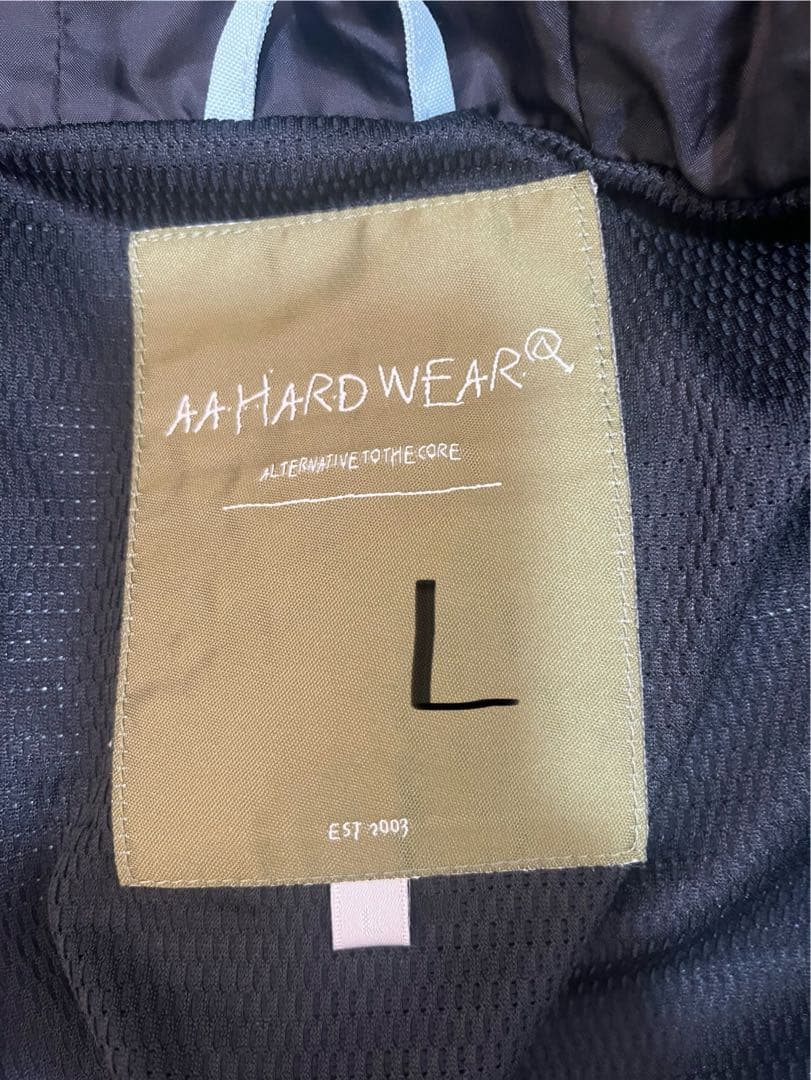 AA.HARD WEAR.Ⓐ
ALTERNATIVE TO THE CORE
L
EST 2003